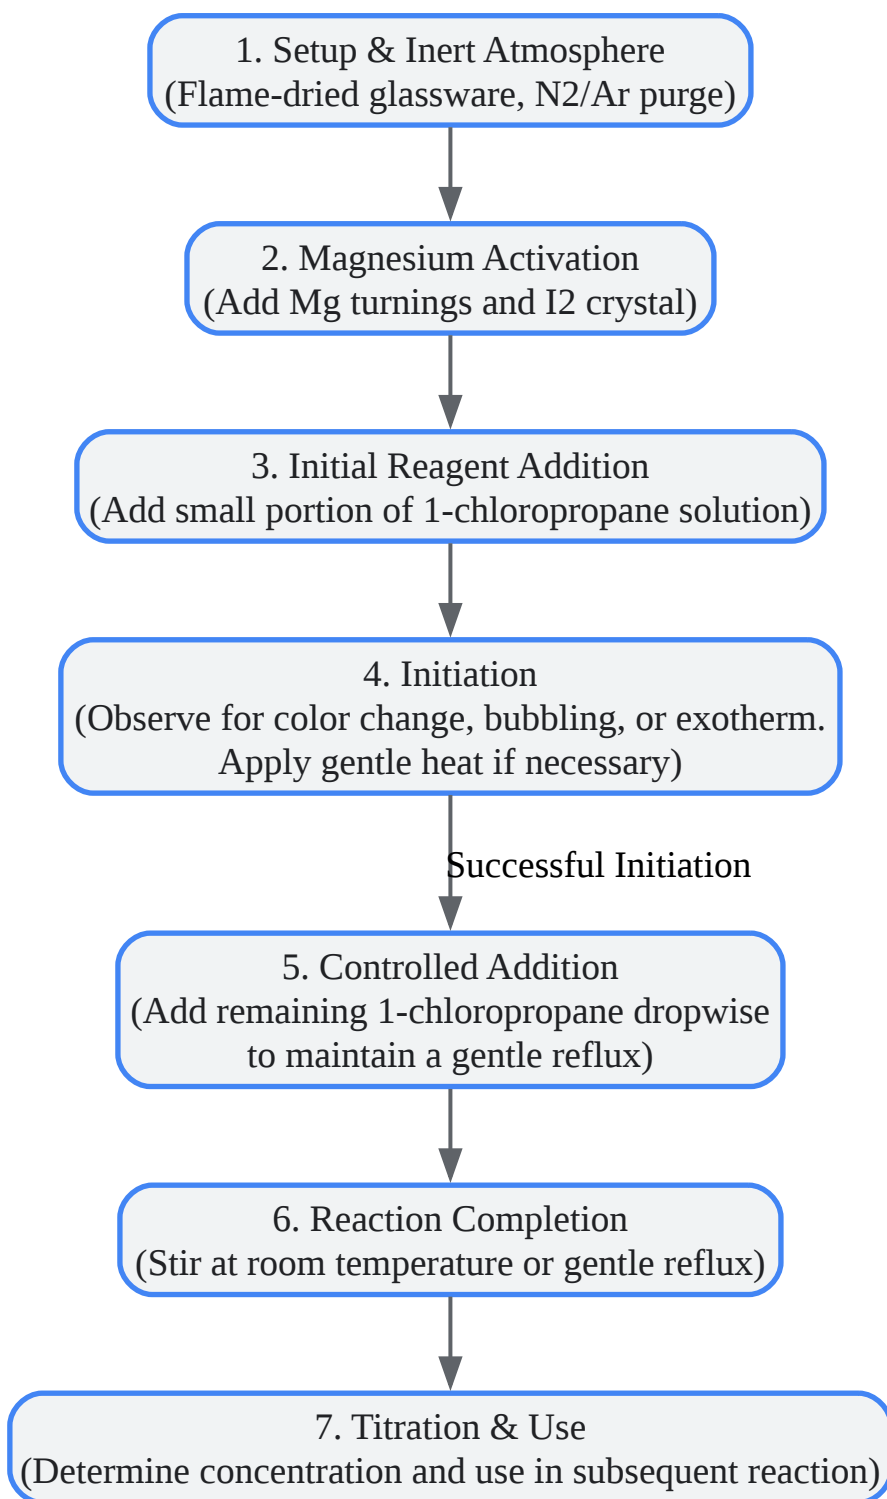 1. Setup & Inert Atmosphere
(Flame-dried glassware, N2/Ar purge)
2. Magnesium Activation
(Add Mg turnings and I2 crystal)
3. Initial Reagent Addition
(Add small portion of 1-chloropropane solution)
4. Initiation
(Observe for color change, bubbling, or exotherm.
Apply gentle heat if necessary)
Successful Initiation
5. Controlled Addition
(Add remaining 1-chloropropane dropwise
to maintain a gentle reflux)
6. Reaction Completion
(Stir at room temperature or gentle reflux)
7. Titration & Use
(Determine concentration and use in subsequent reaction)